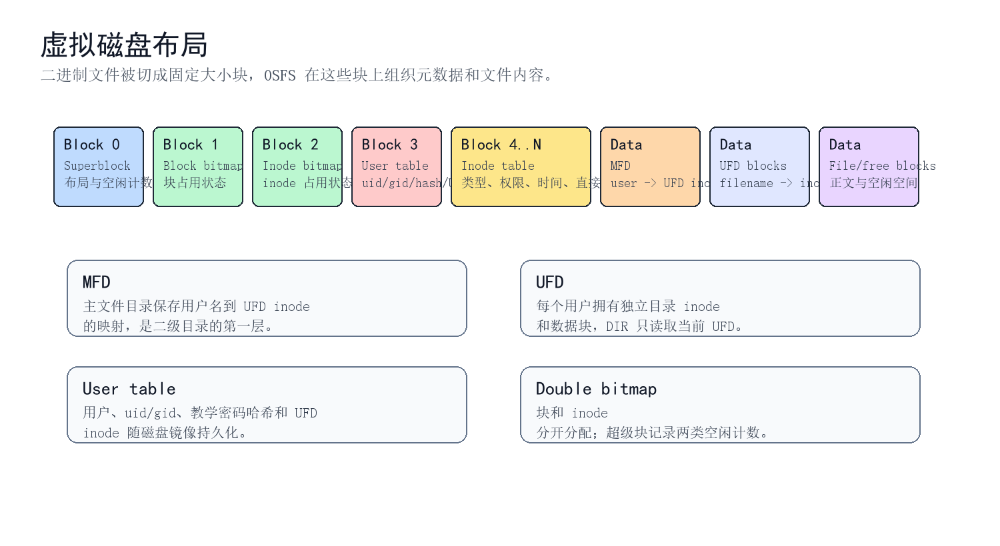 虚拟磁盘布局
二进制文件被切成固定大小块，OSFS 在这些块上组织元数据和文件内容。
Block 0
Superblock
布局与空闲计数
Block 1
Block bitmap
块占用状态
Block 2
Inode bitmap
inode 占用状态
Block 3
User table
uid/gid/hash/U
Block 4..N
Inode table
类型、权限、时间、直接
Data
MFD
user -> UFD ino
Data
UFD blocks
filename -> ino
Data
File/free blocks
正文与空闲空间
MFD
主文件目录保存用户名到 UFD inode
的映射，是二级目录的第一层。
UFD
每个用户拥有独立目录 inode
和数据块，DIR 只读取当前 UFD。
User table
用户、uid/gid、教学密码哈希和 UFD
inode 随磁盘镜像持久化。
Double bitmap
块和 inode
分开分配；超级块记录两类空闲计数。